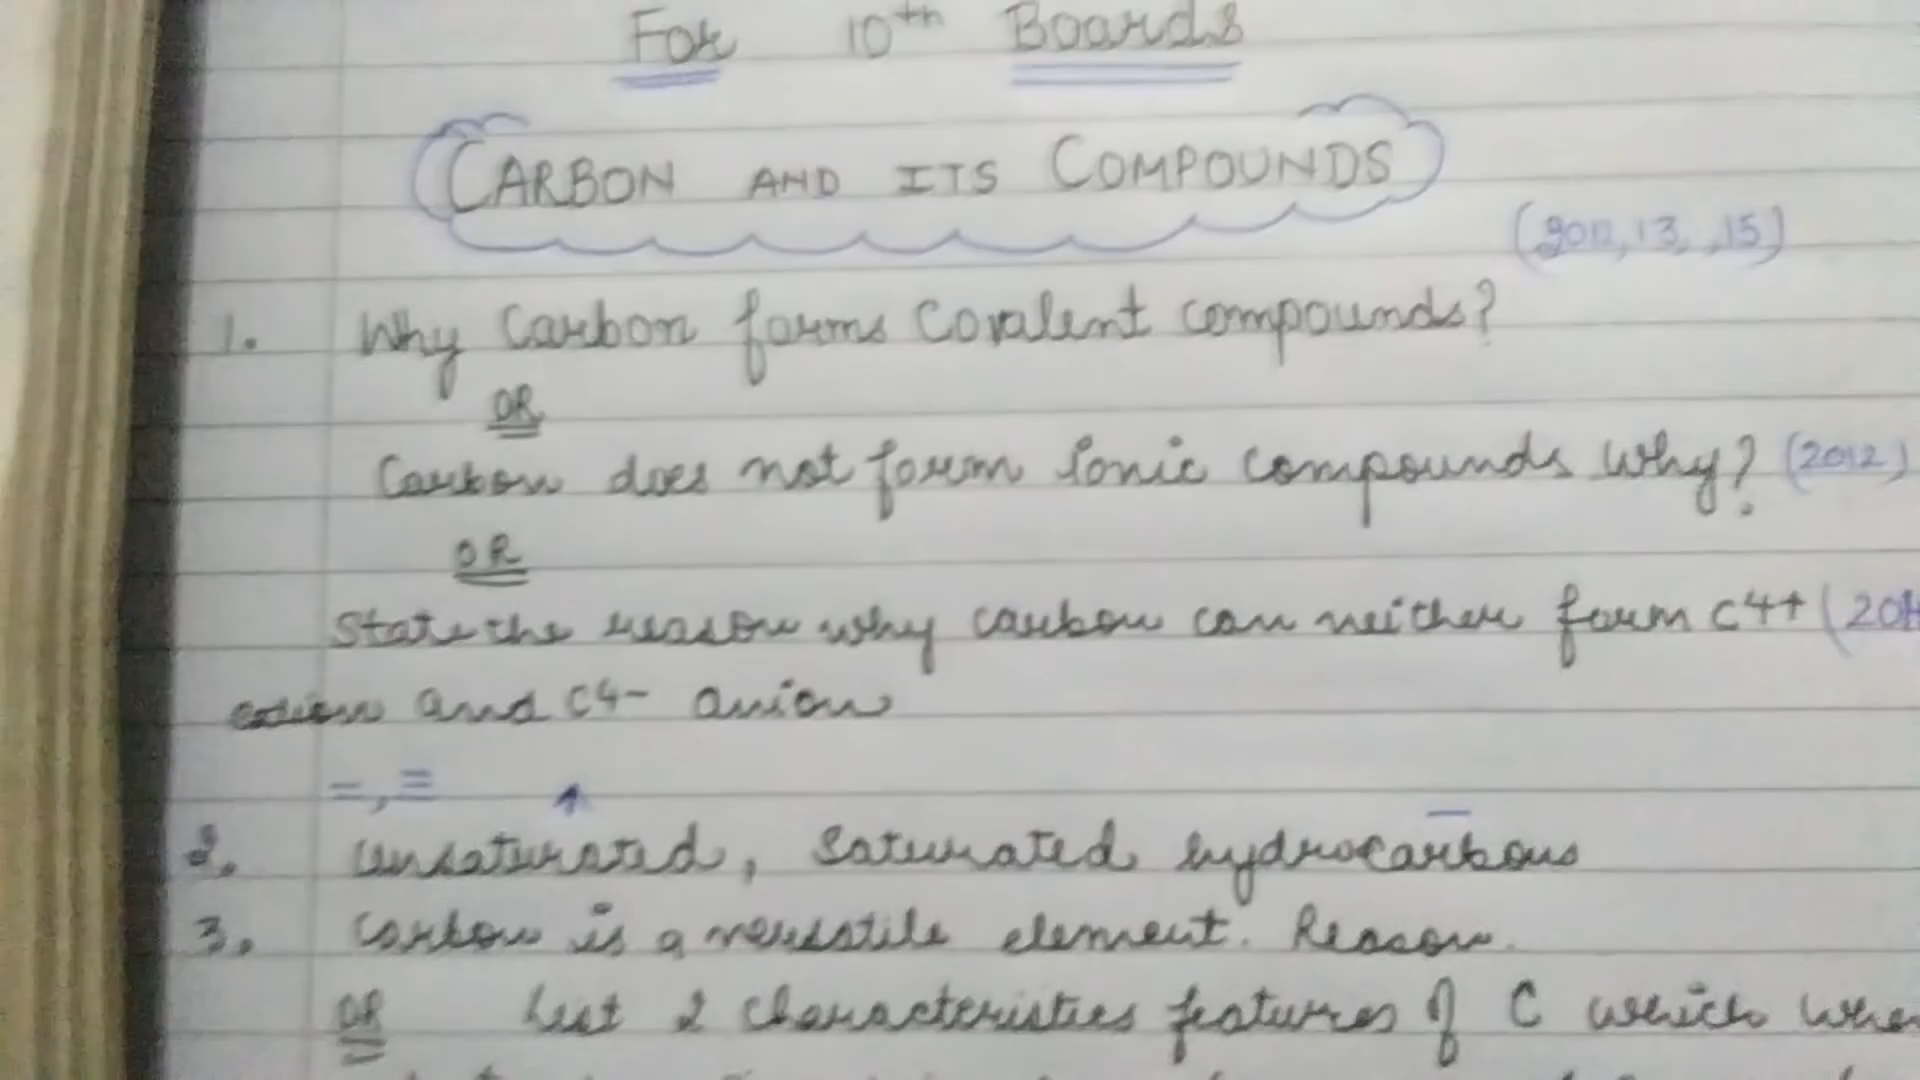 For 10th Boards
CARBON AND ITS COMPOUNDS
(2011, 13, ,15)
1. Why Carbon forms Covalent compounds?
OR
Carbon does not form Ionic compounds Why? (2012)
OR
State the reason why carbon can neither form C4+ (201
and C4- anion
=, ≡
2. Unsaturated, Saturated hydrocarbons
3. Carbon is a versatile element. Reason.
OR List 2 characteristics features of C which